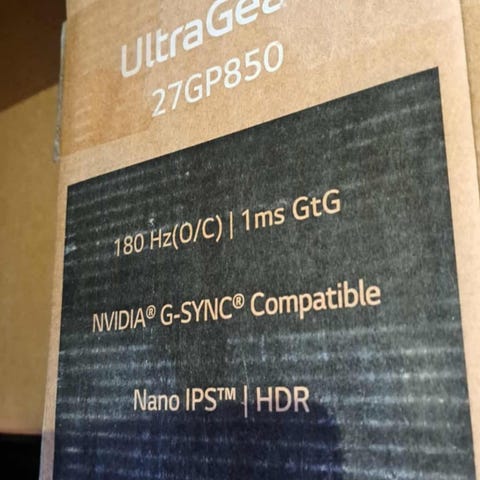 UltraGea
27GP850
180 Hz(O/C) | 1ms GtG
NVIDIA® G-SYNC® Compatible
Nano IPS™ | HDR